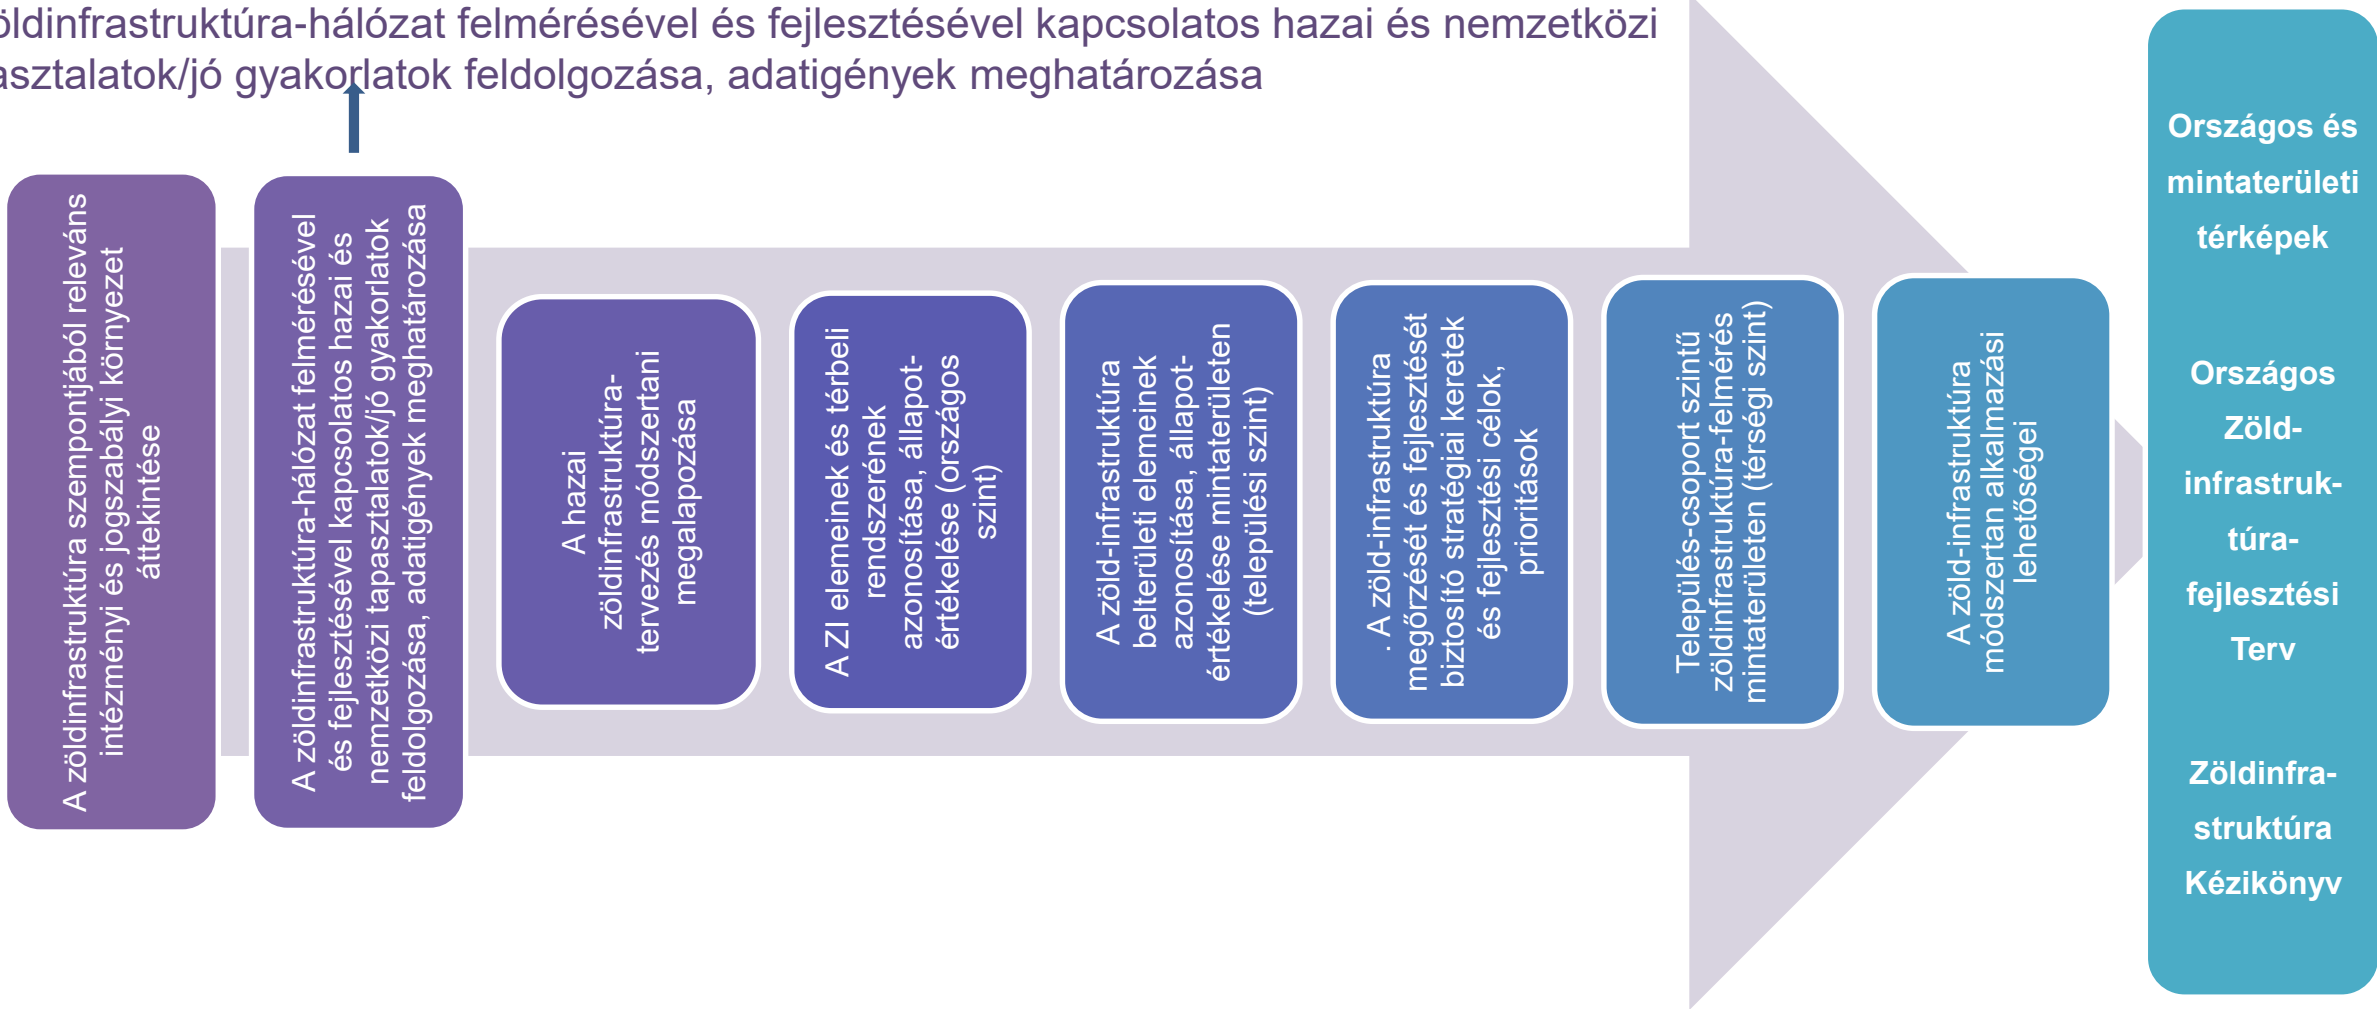 öldinfrastruktúra-hálózat felmérésével és fejlesztésével kapcsolatos hazai és nemzetközi
asztalatok/jó gyakorlatok feldolgozása, adatigények meghatározása
A zöldinfrastruktúra szempontjából releváns
intézményi és jogszabályi környezet
áttekintése
A zöldinfrastruktúra-hálózat felmérésével
és fejlesztésével kapcsolatos hazai és
nemzetközi tapasztalatok/jó gyakorlatok
feldolgozása, adatigények meghatározása
A hazai
zöldinfrastruktúra-
tervezés módszertani
megalapozása
A ZI elemeinek és térbeli
rendszerének
azonosítása, állapot-
értékelése (országos
szint)
A zöld-infrastruktúra
belterületi elemeinek
azonosítása, állapot-
értékelése mintaterületen
(települési szint)
. A zöld-infrastruktúra
megőrzését és fejlesztését
biztosító stratégiai keretek
és fejlesztési célok,
prioritások
Település-csoport szintű
zöldinfrastruktúra-felmérés
mintaterületen (térségi szint)
A zöld-infrastruktúra
módszertan alkalmazási
lehetőségei
Országos és
mintaterületi
térképek
Országos
Zöld-
infrastruk-
túra-
fejlesztési
Terv
Zöldinfra-
struktúra
Kézikönyv